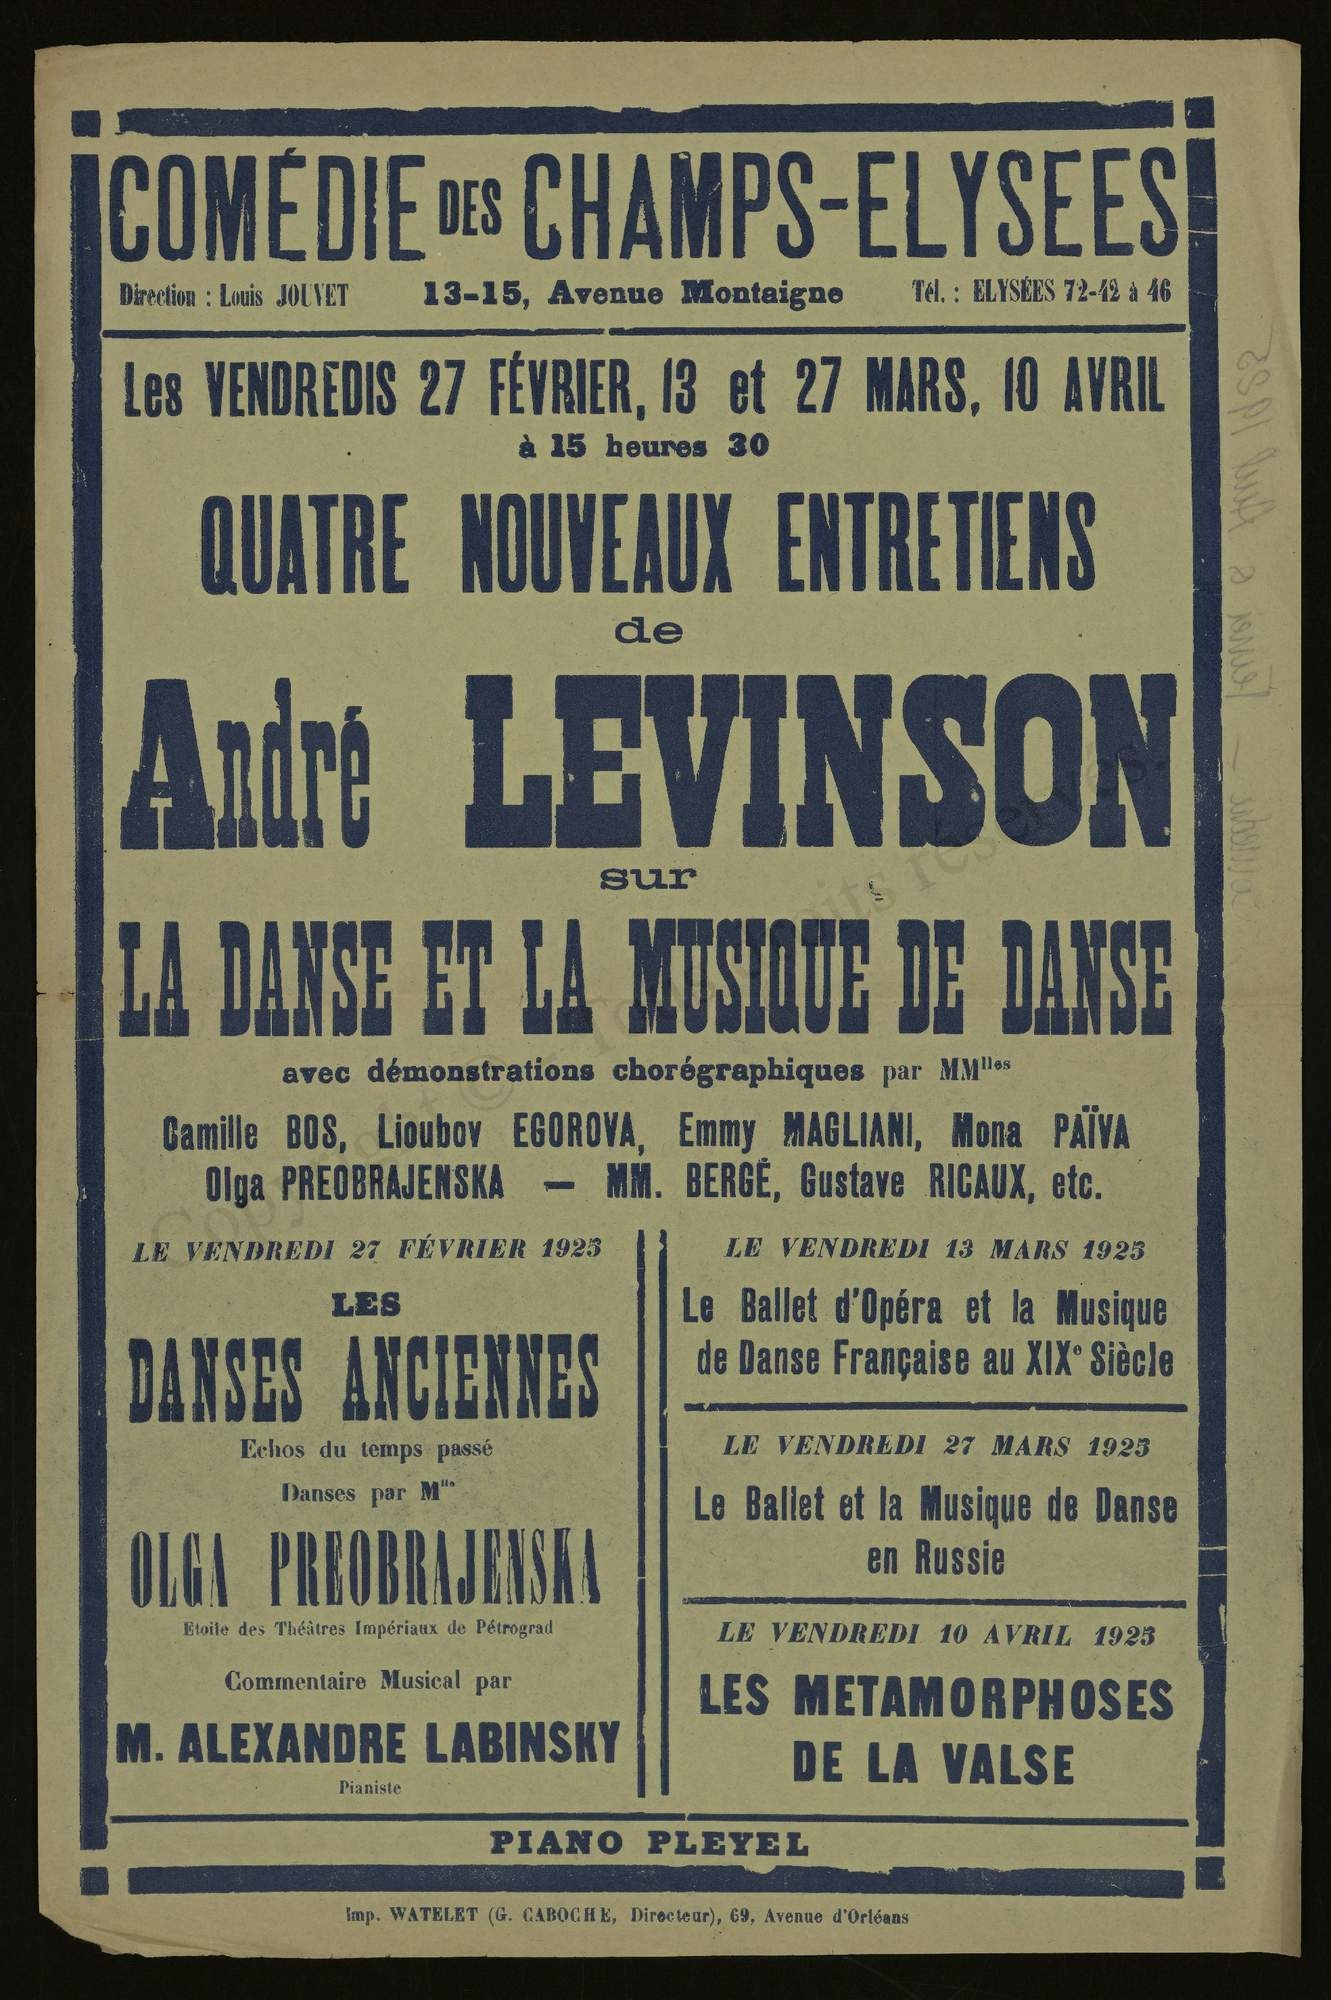 COMÉDIE DES CHAMPS-ELYSEES
Direction : Louis JOUVET 13-15, Avenue Montaigne Tél. : ELYSÉES 72-42 à 46
Les VENDREDIS 27 FÉVRIER, 13 et 27 MARS, 10 AVRIL
à 15 heures 30
QUATRE NOUVEAUX ENTRETIENS
de
André LEVINSON
sur
LA DANSE ET LA MUSIQUE DE DANSE
avec démonstrations chorégraphiques par MMlles
Camille BOS, Lioubov EGOROVA, Emmy MAGLIANI, Mona PAÏVA
Olga PREOBRAJENSKA — MM. BERGÉ, Gustave RICAUX, etc.
LE VENDREDI 27 FÉVRIER 1925
LES
DANSES ANCIENNES
Echos du temps passé
Danses par Mlle
OLGA PREOBRAJENSKA
Etoile des Théâtres Impériaux de Pétrograd
Commentaire Musical par
M. ALEXANDRE LABINSKY
Pianiste
LE VENDREDI 13 MARS 1925
Le Ballet d'Opéra et la Musique
de Danse Française au XIXe Siècle
LE VENDREDI 27 MARS 1925
Le Ballet et la Musique de Danse
en Russie
LE VENDREDI 10 AVRIL 1925
LES METAMORPHOSES
DE LA VALSE
PIANO PLEYEL
Imp. WATELET (G. CABOCHE, Directeur), 69, Avenue d'Orléans
Copyright © - Tous droits réservés.